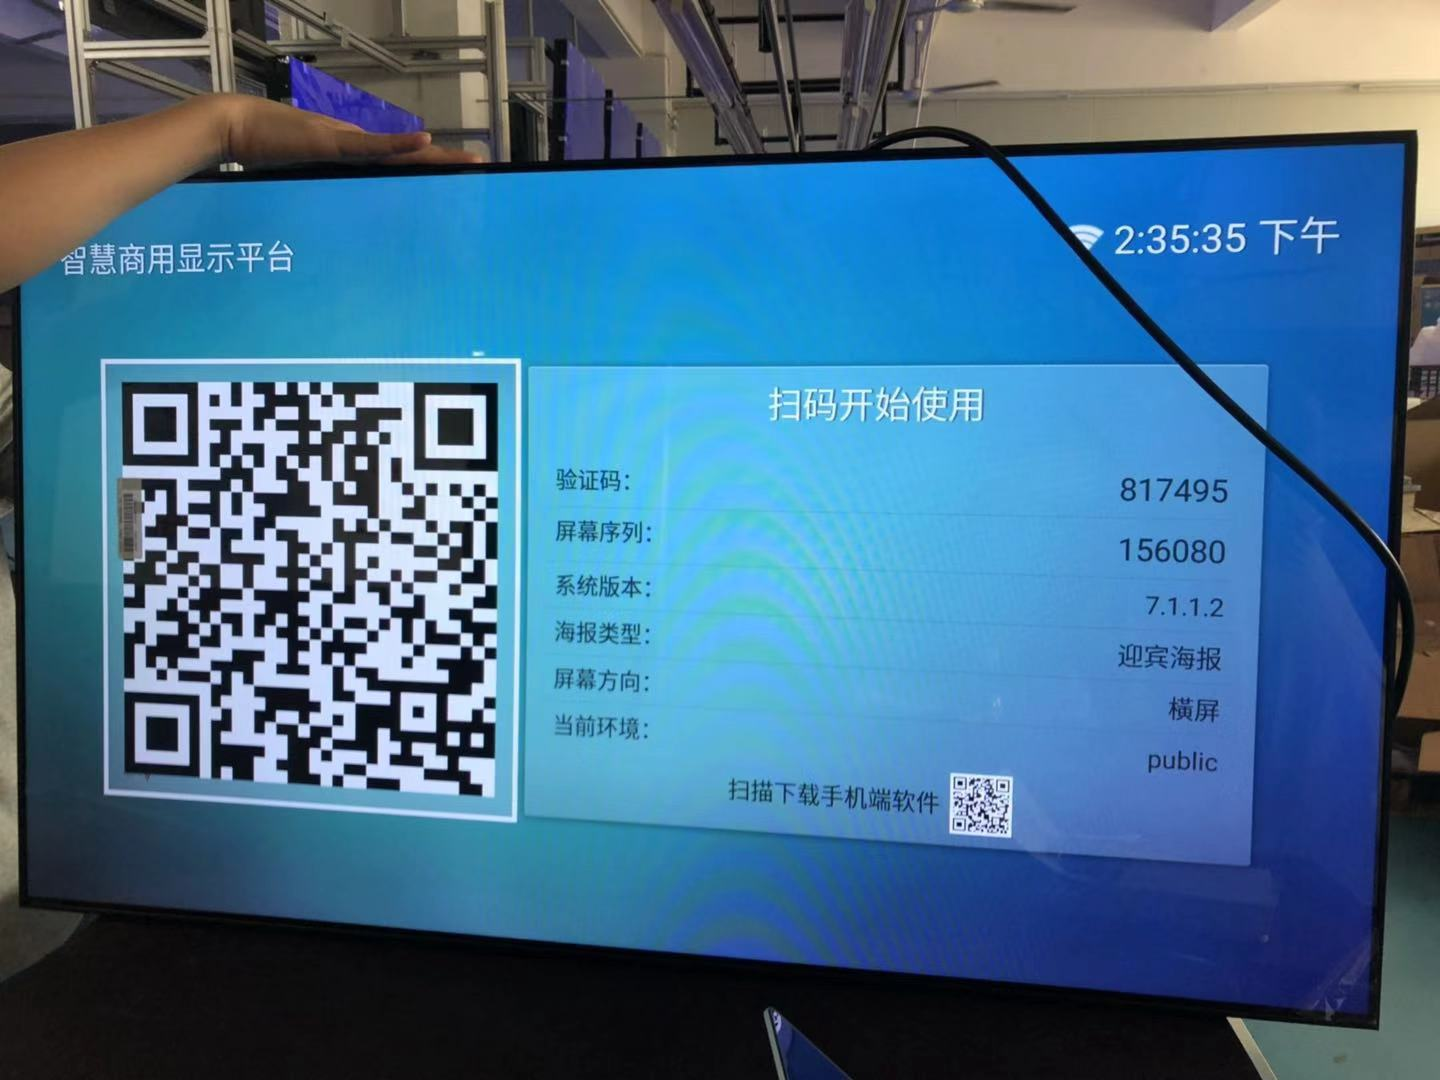 智慧商用显示平台
2:35:35 下午
扫码开始使用
验证码： 817495
屏幕序列： 156080
系统版本： 7.1.1.2
海报类型： 迎宾海报
屏幕方向： 横屏
当前环境： public
扫描下载手机端软件